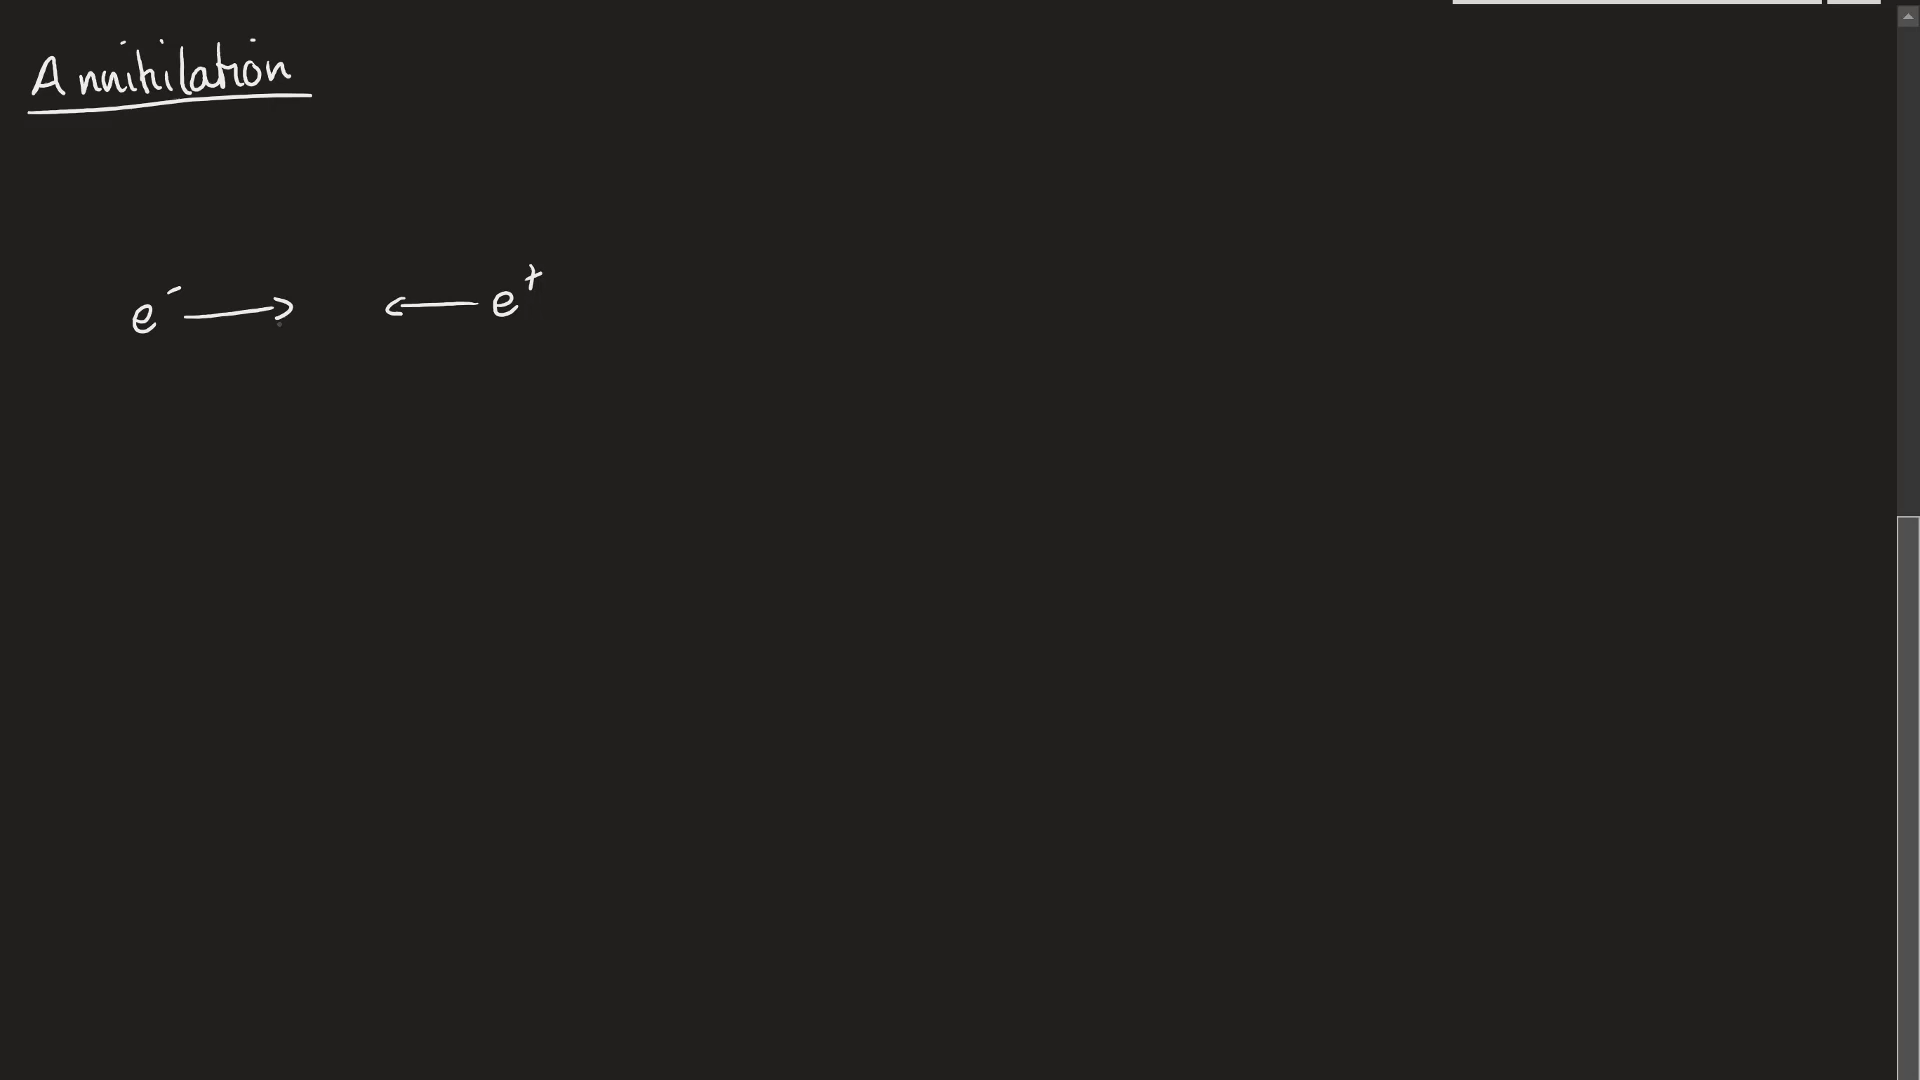 Annihilation
e⁻ → ← e⁺